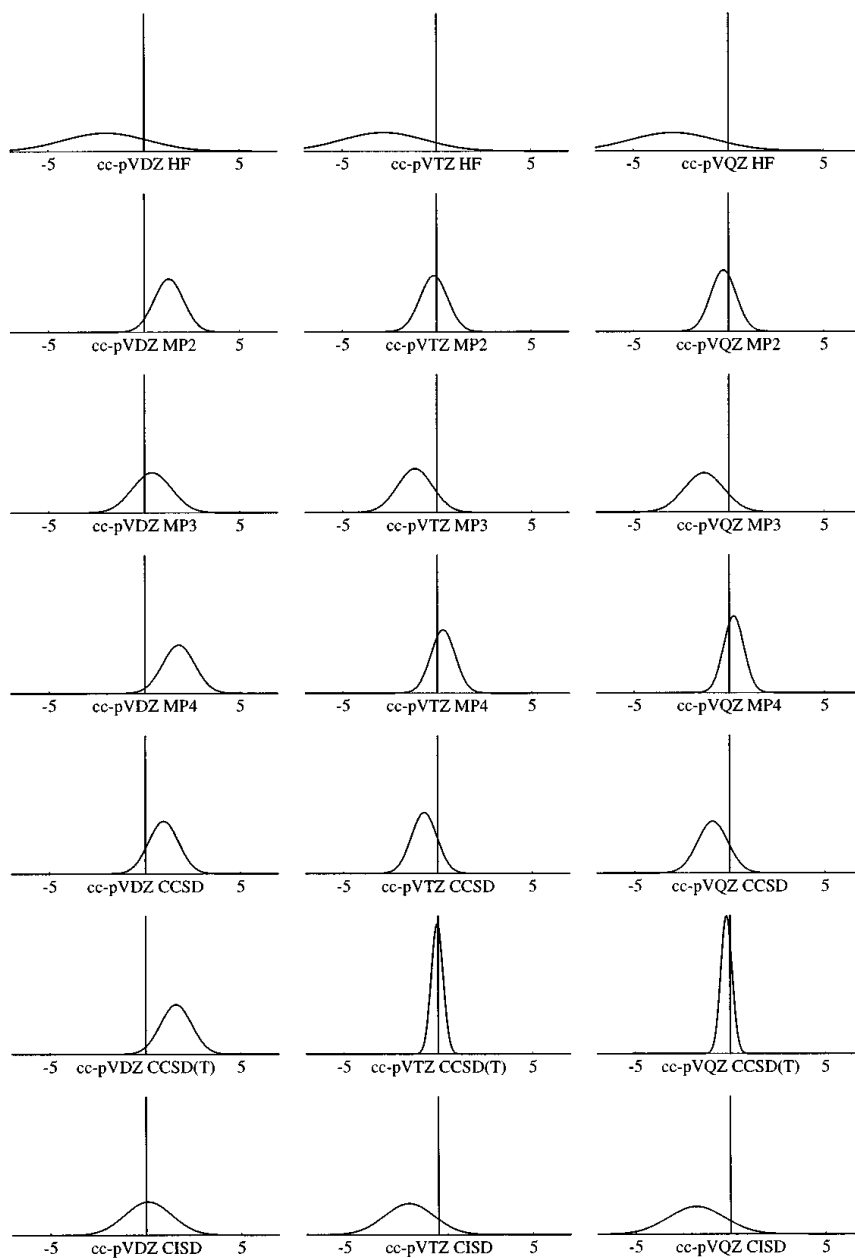 -5 5 -5 5 -5 5
cc-pVDZ HF cc-pVTZ HF cc-pVQZ HF
-5 5 -5 5 -5 5
cc-pVDZ MP2 cc-pVTZ MP2 cc-pVQZ MP2
-5 5 -5 5 -5 5
cc-pVDZ MP3 cc-pVTZ MP3 cc-pVQZ MP3
-5 5 -5 5 -5 5
cc-pVDZ MP4 cc-pVTZ MP4 cc-pVQZ MP4
-5 5 -5 5 -5 5
cc-pVDZ CCSD cc-pVTZ CCSD cc-pVQZ CCSD
-5 5 -5 5 -5 5
cc-pVDZ CCSD(T) cc-pVTZ CCSD(T) cc-pVQZ CCSD(T)
-5 5 -5 5 -5 5
cc-pVDZ CISD cc-pVTZ CISD cc-pVQZ CISD